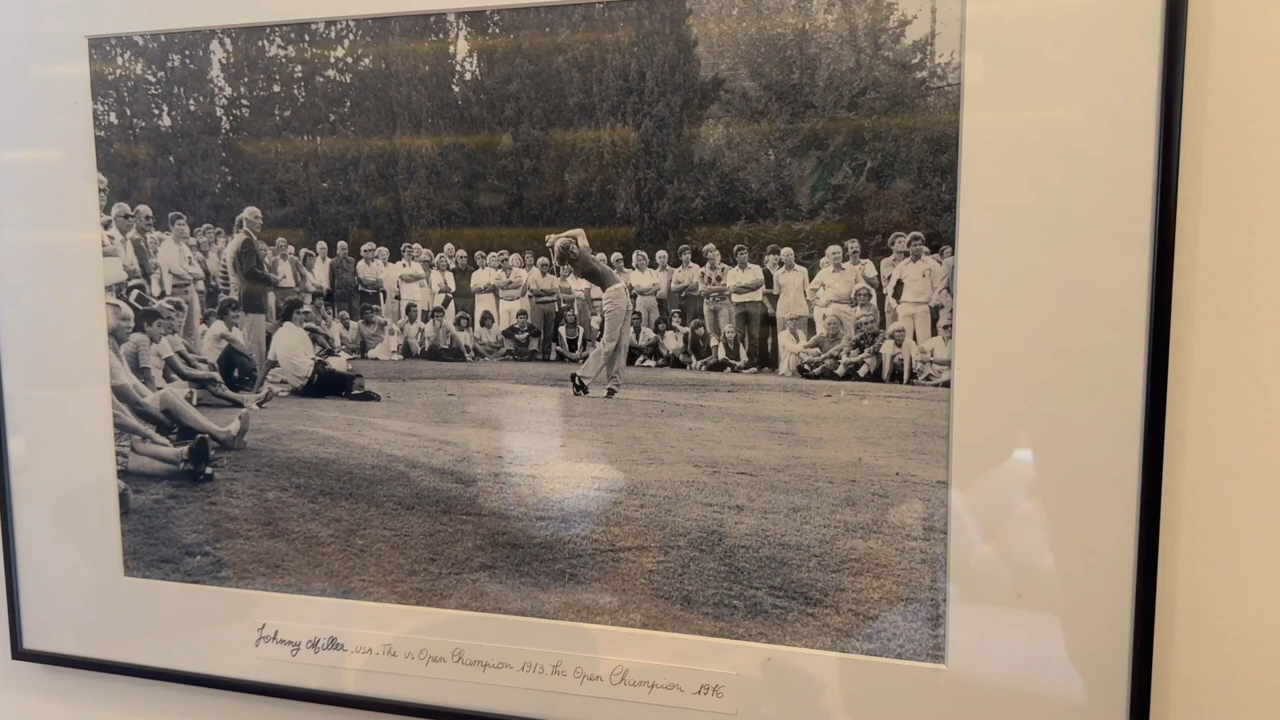 Johnny Miller - USA - The US Open Champion 1973. The Open Champion 1976